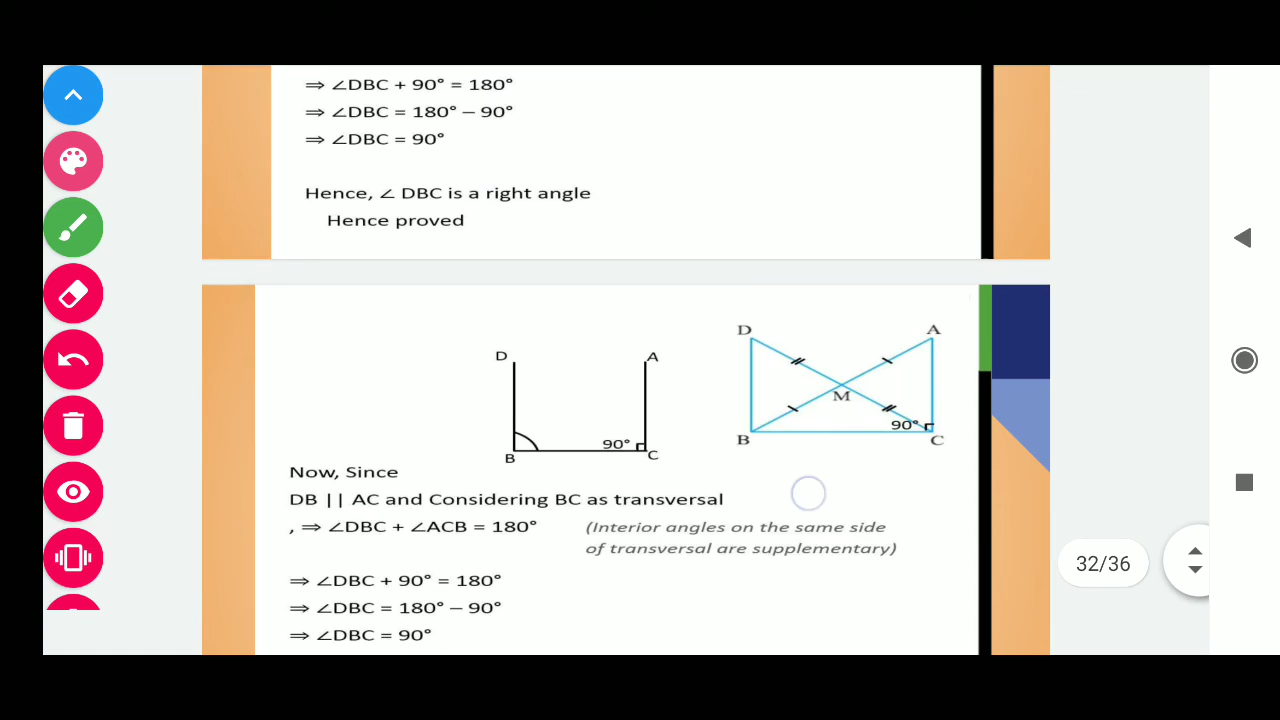 ⇒ ∠DBC + 90° = 180°
⇒ ∠DBC = 180° – 90°
⇒ ∠DBC = 90°
Hence, ∠ DBC is a right angle
Hence proved
D A
D A
M
90°
90°
B C
B C
Now, Since
DB || AC and Considering BC as transversal
, ⇒ ∠DBC + ∠ACB = 180° (Interior angles on the same side
of transversal are supplementary)
⇒ ∠DBC + 90° = 180°
⇒ ∠DBC = 180° – 90°
⇒ ∠DBC = 90°
32/36